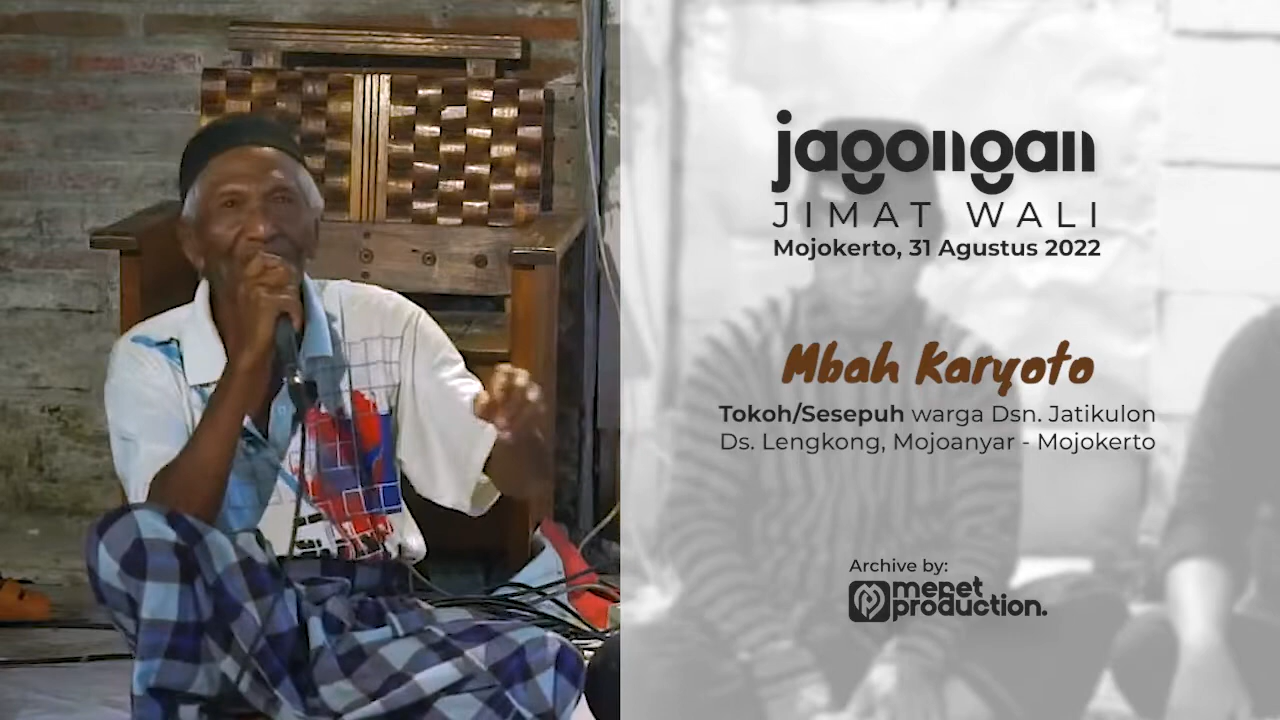 jagongan
JIMAT WALI
Mojokerto, 31 Agustus 2022
Mbah Karyoto
Tokoh/Sesepuh warga Dsn. Jatikulon
Ds. Lengkong, Mojoanyar - Mojokerto
Archive by:
menet
production.